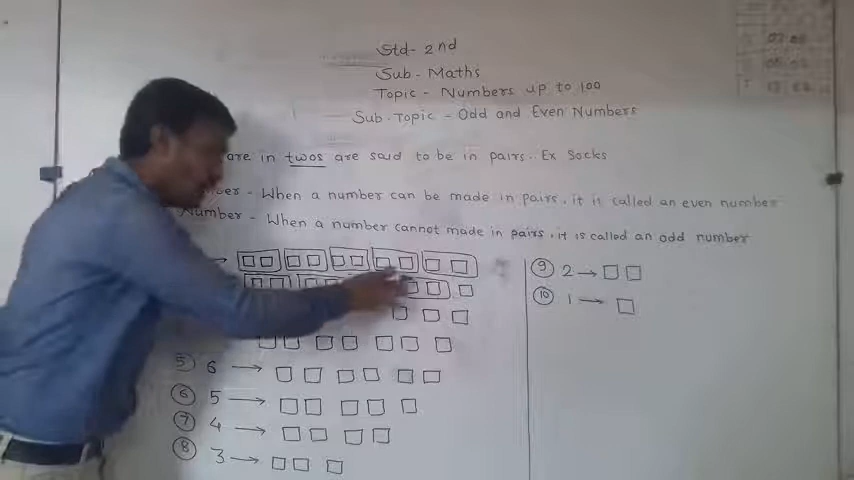 Std- 2nd
Sub- Maths
Topic - Numbers up to 100
Sub-Topic - Odd and Even Numbers
are in twos are said to be in pairs. Ex Socks
- When a number can be made in pairs, it is called an even number
Number - When a number cannot made in pairs, it is called an odd number
⑤ 6 → □ □ □ □ □ □
⑥ 5 → □ □ □ □ □
⑦ 4 → □ □ □ □
⑧ 3 → □ □ □
⑨ 2 → □ □
⑩ 1 → □